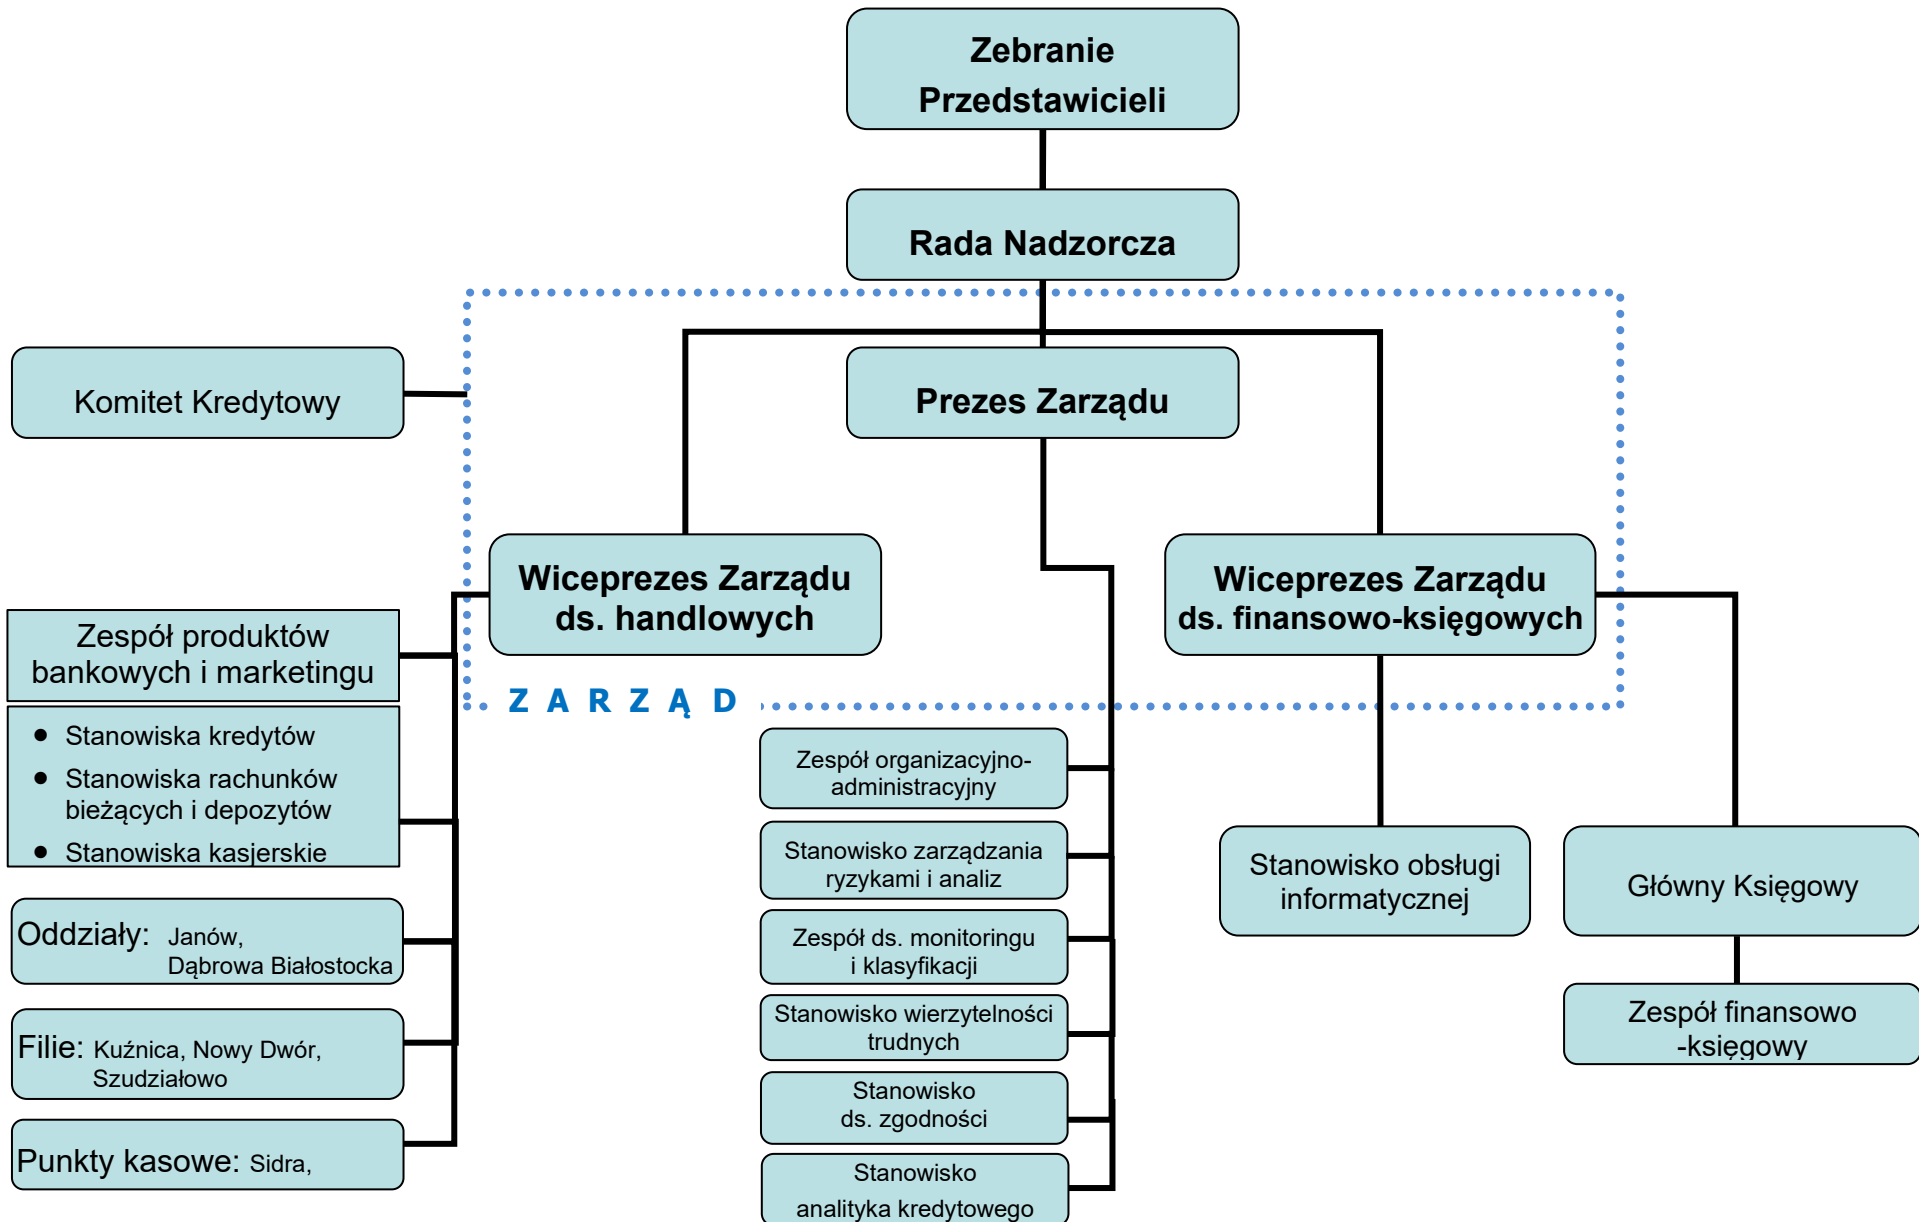 Zebranie
Przedstawicieli
Rada Nadzorcza
Komitet Kredytowy
Prezes Zarządu
Wiceprezes Zarządu
ds. handlowych
Wiceprezes Zarządu
ds. finansowo-księgowych
Z A R Z Ą D
Zespół produktów
bankowych i marketingu
• Stanowiska kredytów
• Stanowiska rachunków
bieżących i depozytów
• Stanowiska kasjerskie
Oddziały: Janów,
Dąbrowa Białostocka
Filie: Kuźnica, Nowy Dwór,
Szudziałowo
Punkty kasowe: Sidra,
Zespół organizacyjno-
administracyjny
Stanowisko zarządzania
ryzykami i analiz
Zespół ds. monitoringu
i klasyfikacji
Stanowisko wierzytelności
trudnych
Stanowisko
ds. zgodności
Stanowisko
analityka kredytowego
Stanowisko obsługi
informatycznej
Główny Księgowy
Zespół finansowo
-księgowy